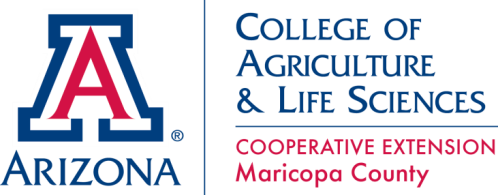 A®
ARIZONA
COLLEGE OF
AGRICULTURE
& LIFE SCIENCES
COOPERATIVE EXTENSION
Maricopa County